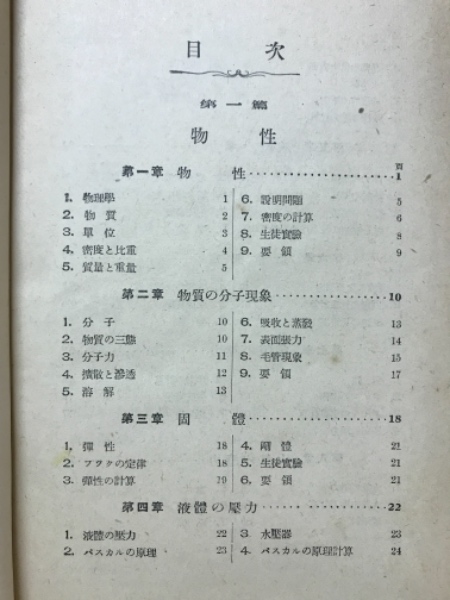 目 次
第一篇
物 性
頁
第一章 物 性 1
1. 物理學 1
2. 物 質 2
3. 單 位 3
4. 密度と比重 4
5. 質量と重量 5
6. 說明問題 5
7. 密度の計算 6
8. 生徒實驗 8
9. 要 領 9
第二章 物質の分子現象 10
1. 分 子 10
2. 物質の三態 10
3. 分子力 11
4. 擴散と滲透 12
5. 溶 解 13
6. 吸收と蒸發 13
7. 表面張力 14
8. 毛管現象 15
9. 要 領 17
第三章 固 體 18
1. 彈 性 18
2. フックの定律 18
3. 彈性の計算 19
4. 剛 體 21
5. 生徒實驗 21
6. 要 領 21
第四章 液體の壓力 22
1. 液體の壓力 22
2. パスカルの原理 23
3. 水壓器 23
4. パスカルの原理計算 24